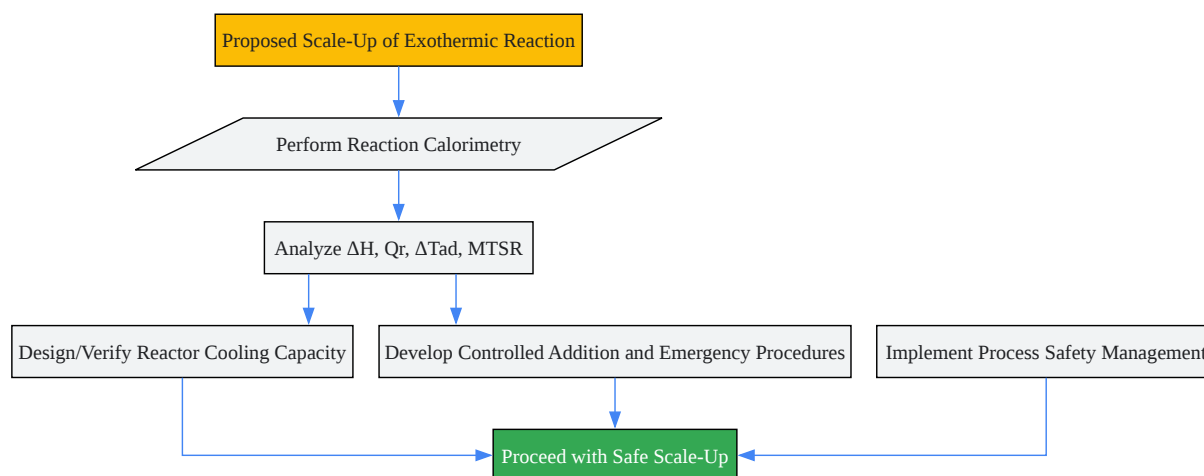 Proposed Scale-Up of Exothermic Reaction
Perform Reaction Calorimetry
Analyze ΔH, Qr, ΔTad, MTSR
Design/Verify Reactor Cooling Capacity
Develop Controlled Addition and Emergency Procedures
Implement Process Safety Management
Proceed with Safe Scale-Up